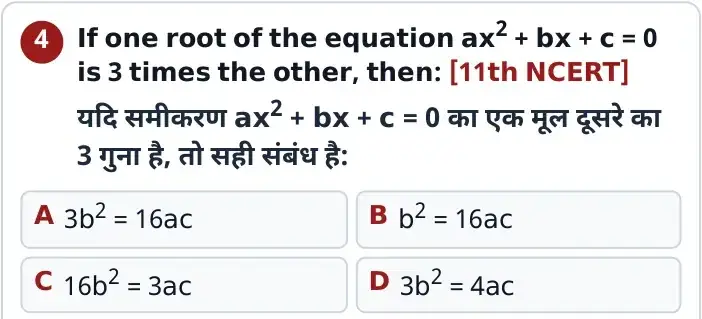 4 If one root of the equation ax² + bx + c = 0
is 3 times the other, then: [11th NCERT]
यदि समीकरण ax² + bx + c = 0 का एक मूल दूसरे का
3 गुना है, तो सही संबंध है:
A 3b² = 16ac B b² = 16ac
C 16b² = 3ac D 3b² = 4ac